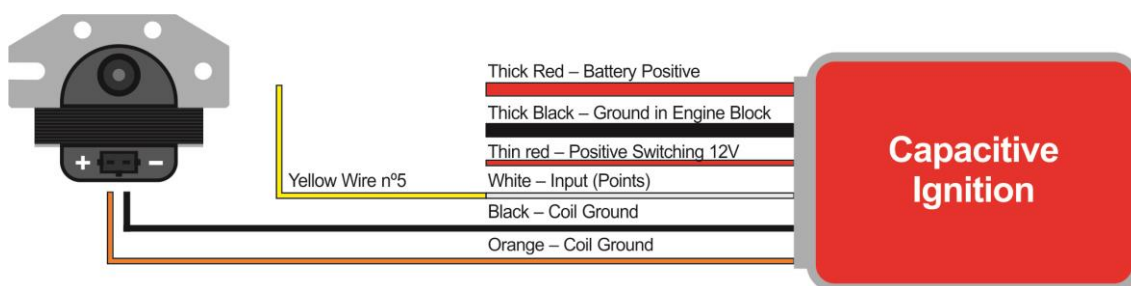 Thick Red – Battery Positive
Thick Black – Ground in Engine Block
Thin red – Positive Switching 12V
Yellow Wire nº5
White – Input (Points)
Black – Coil Ground
Orange – Coil Ground
+ −
Capacitive
Ignition